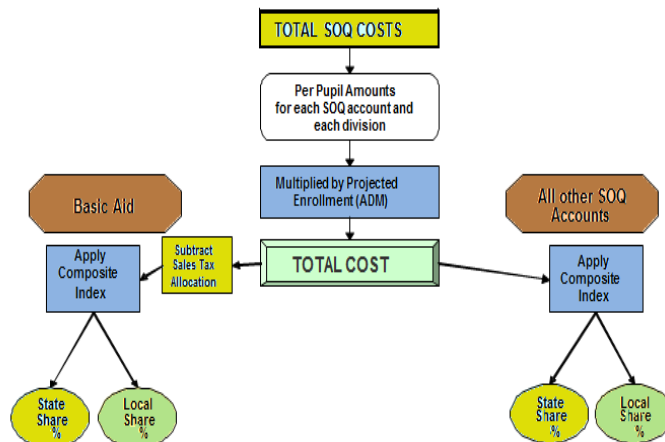 TOTAL SOQ COSTS
Per Pupil Amounts
for each SOQ account and
each division
Multiplied by Projected
Enrollment (ADM)
Basic Aid
All other SOQ
Accounts
Subtract
Sales Tax
Allocation
TOTAL COST
Apply
Composite
Index
Apply
Composite
Index
State
Share
%
Local
Share
%
State
Share
%
Local
Share
%